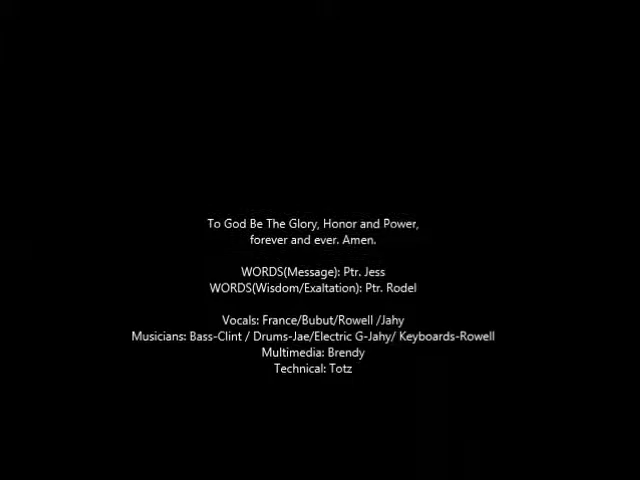 To God Be The Glory, Honor and Power,
forever and ever. Amen.
WORDS(Message): Ptr. Jess
WORDS(Wisdom/Exaltation): Ptr. Rodel
Vocals: France/Bubut/Rowell /Jahy
Musicians: Bass-Clint / Drums-Jae/Electric G-Jahy/ Keyboards-Rowell
Multimedia: Brendy
Technical: Totz